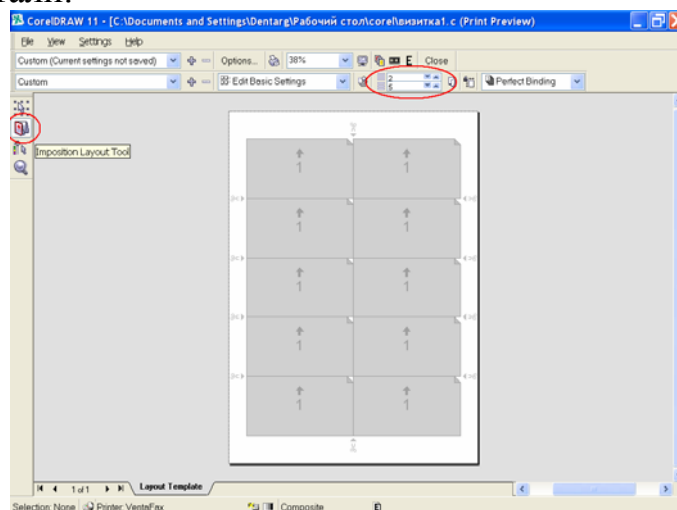 CorelDRAW 11 - [C:\Documents and Settings\Dentarg\Рабочий стол\corel\визитка1.c (Print Preview)
File View Settings Help
Custom (Current settings not saved) Options... 38% E Close
Custom Edit Basic Settings 2 Perfect Binding
5
Imposition Layout Tool
1 1
1 1
1 1
1 1
1 1
1 of 1 Layout Template
Selection: None Printer: VentaFax Composite